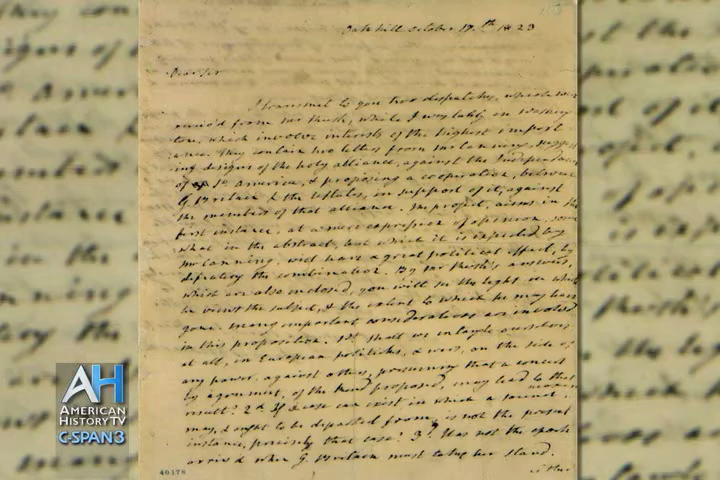 Oakhill October 17th 1823
Dear Sir
I transmit to you two despatches, which were
receiv'd from Mr Rush, while I was lately in Washing
ton, which involve interests of the highest import
ance. They contain two letters from Mr Canning, suggest
ing designs of the holy alliance, against the Independance
of So America, & proposing a cooperation, between
G Britain & the Ustates, in support of it, against
the members of that alliance. The project, aims in the
first instance, at a mere expression of opinion, some
what in the abstract, but which it is expected by
Mr Canning, will have a great political effect, by
defeating the combination. By Mr Rush's answers,
which are also enclosed, you will see the light in which
he views the subject, & the extent to which he may have
gone. Many important considerations are involved
in this proposition. 1st Shall we entangle ourselves
at all, in European politicks, & wars, on the side of
any power, against others, presuming that a concert
by agreement, of the kind proposed, may lead to that
result? 2d If a case can exist in which a sound maxim
may, & ought to be departed from, is not the present
instance, precisely that case? 3d Has not the epoch
arriv'd when G Britain must take her stand,
either
40178
AH
AMERICAN
HISTORYTV
C-SPAN3